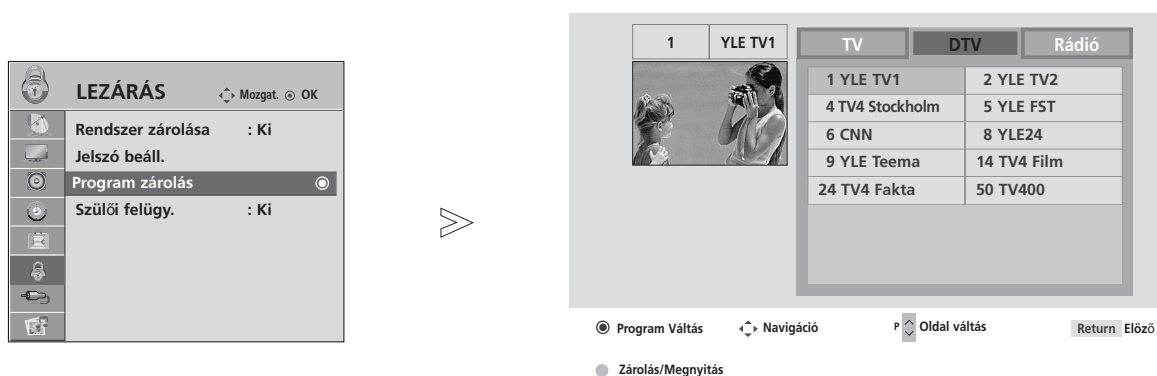 LEZÁRÁS Mozgat. OK
Rendszer zárolása : Ki
Jelszó beáll.
Program zárolás
Szülői felügy. : Ki
1 YLE TV1
TV DTV Rádió
1 YLE TV1 2 YLE TV2
4 TV4 Stockholm 5 YLE FST
6 CNN 8 YLE24
9 YLE Teema 14 TV4 Film
24 TV4 Fakta 50 TV400
Program Váltás Navigáció P Oldal váltás Return Elöző
Zárolás/Megnyitás